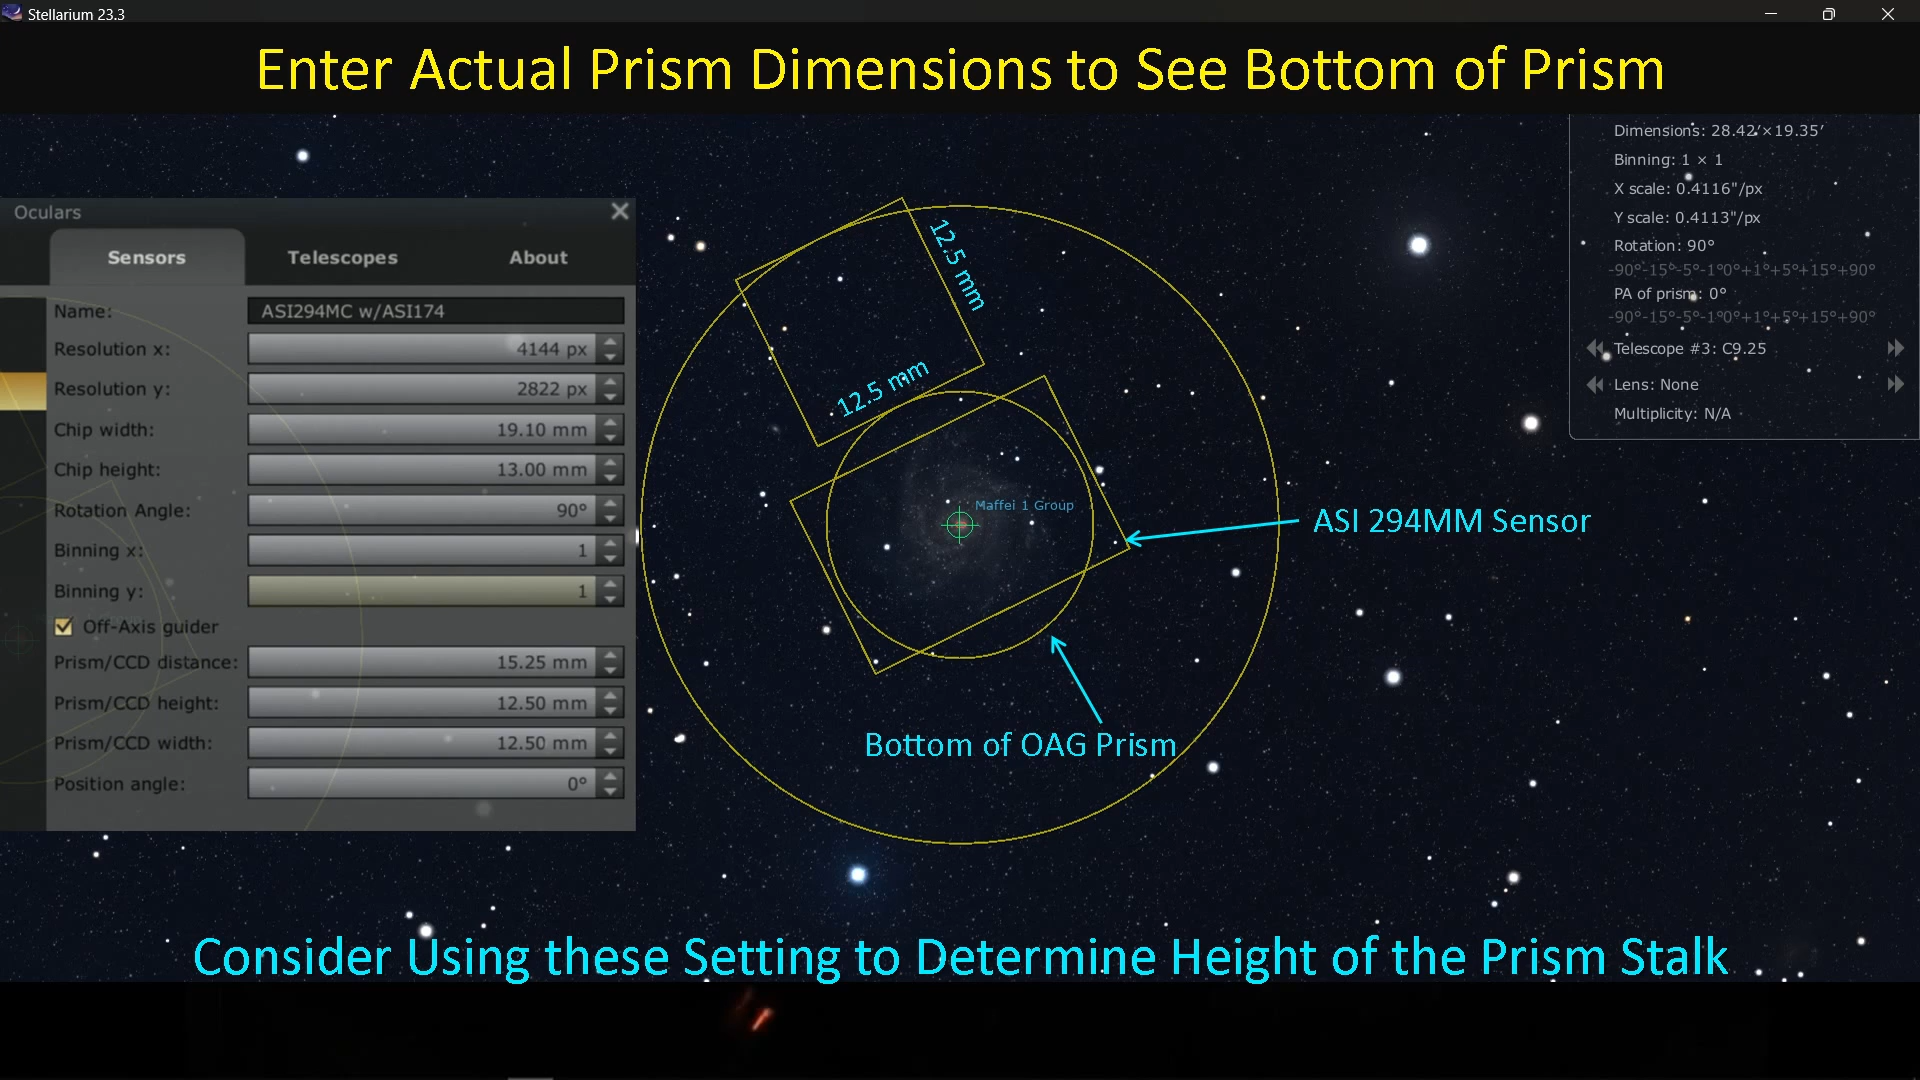 Stellarium 23.3
Enter Actual Prism Dimensions to See Bottom of Prism
Dimensions: 28.42′×19.35′
Binning: 1 × 1
X scale: 0.4116"/px
Y scale: 0.4113"/px
Rotation: 90°
-90°-15°-5°-1°0°+1°+5°+15°+90°
PA of prism: 0°
-90°-15°-5°-1°0°+1°+5°+15°+90°
Telescope #3: C9.25
Lens: None
Multiplicity: N/A
Oculars
Sensors Telescopes About
Name: ASI294MC w/ASI174
Resolution x: 4144 px
Resolution y: 2822 px
Chip width: 19.10 mm
Chip height: 13.00 mm
Rotation Angle: 90°
Binning x: 1
Binning y: 1
Off-Axis guider
Prism/CCD distance: 15.25 mm
Prism/CCD height: 12.50 mm
Prism/CCD width: 12.50 mm
Position angle: 0°
12.5 mm
12.5 mm
Maffei 1 Group
ASI 294MM Sensor
Bottom of OAG Prism
Consider Using these Setting to Determine Height of the Prism Stalk